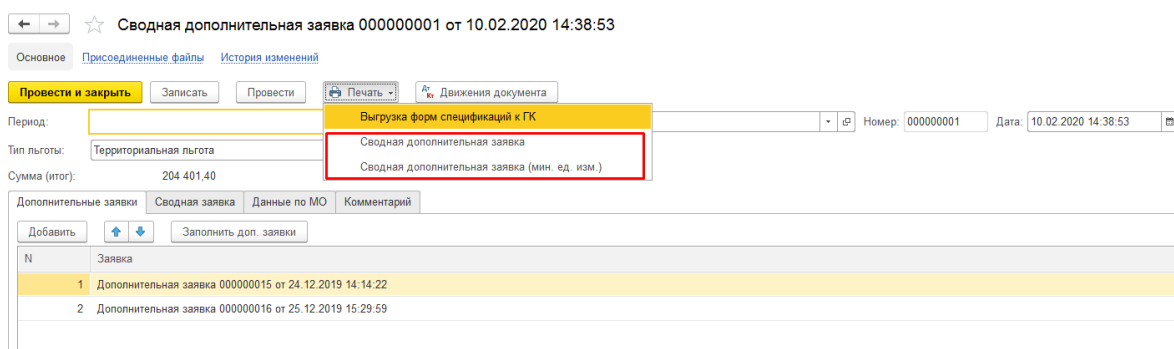 Сводная дополнительная заявка 000000001 от 10.02.2020 14:38:53
Основное Присоединенные файлы История изменений
Провести и закрыть Записать Провести Печать Дт Кт Движения документа
Выгрузка форм спецификаций к ГК
Период: Номер: 000000001 Дата: 10.02.2020 14:38:53
Сводная дополнительная заявка
Тип льготы: Территориальная льгота
Сводная дополнительная заявка (мин. ед. изм.)
Сумма (итог): 204 401,40
Дополнительные заявки Сводная заявка Данные по МО Комментарий
Добавить Заполнить доп. заявки
N Заявка
1 Дополнительная заявка 000000015 от 24.12.2019 14:14:22
2 Дополнительная заявка 000000016 от 25.12.2019 15:29:59